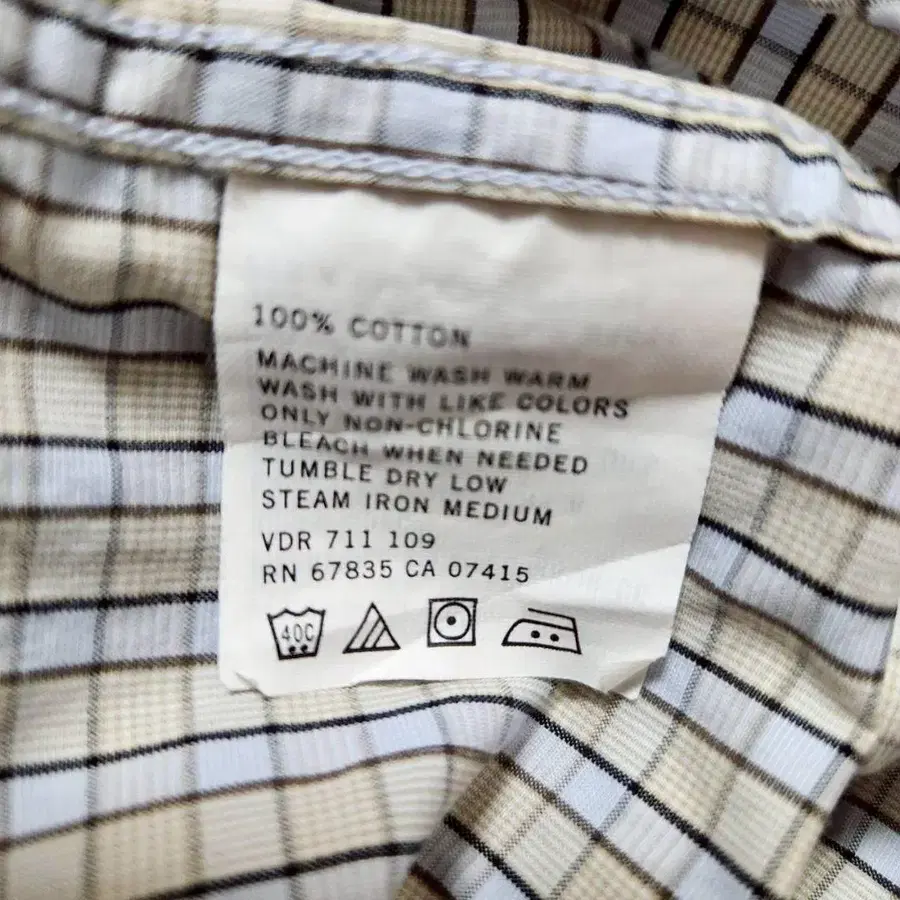 100% COTTON
MACHINE WASH WARM
WASH WITH LIKE COLORS
ONLY NON-CHLORINE
BLEACH WHEN NEEDED
TUMBLE DRY LOW
STEAM IRON MEDIUM
VDR 711 109
RN 67835 CA 07415
40C